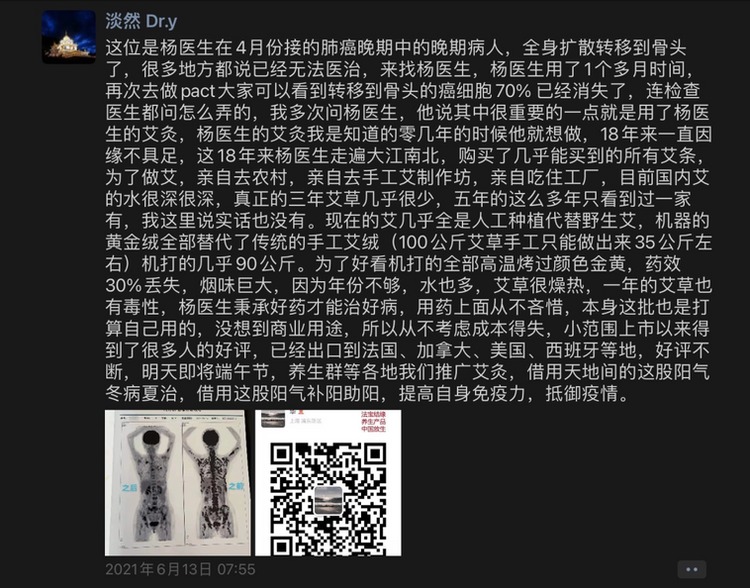 淡然 Dr.y
这位是杨医生在4月份接的肺癌晚期中的晚期病人，全身扩散转移到骨头
了，很多地方都说已经无法医治，来找杨医生，杨医生用了1个多月时间，
再次去做pact大家可以看到转移到骨头的癌细胞70% 已经消失了，连检查
医生都问怎么弄的，我多次问杨医生，他说其中很重要的一点就是用了杨医
生的艾灸，杨医生的艾灸我是知道的零几年的时候他就想做，18年来一直因
缘不具足，这18年来杨医生走遍大江南北，购买了几乎能买到的所有艾条，
为了做艾，亲自去农村，亲自去手工艾制作坊，亲自吃住工厂，目前国内艾
的水很深很深，真正的三年艾草几乎很少，五年的这么多年只看到过一家
有，我这里说实话也没有。现在的艾几乎全是人工种植代替野生艾，机器的
黄金绒全部替代了传统的手工艾绒（100公斤艾草手工只能做出来35公斤左
右）机打的几乎90公斤。为了好看机打的全部高温烤过颜色金黄，药效
30%丢失，烟味巨大，因为年份不够，水也多，艾草很燥热，一年的艾草也
有毒性，杨医生秉承好药才能治好病，用药上面从不吝惜，本身这批也是打
算自己用的，没想到商业用途，所以从不考虑成本得失，小范围上市以来得
到了很多人的好评，已经出口到法国、加拿大、美国、西班牙等地，好评不
断，明天即将端午节，养生群等各地我们推广艾灸，借用天地间的这股阳气
冬病夏治，借用这股阳气补阳助阳，提高自身免疫力，抵御疫情。
之后
之前
法宝结缘
养生产品
中国放生
2021年6月13日 07:55